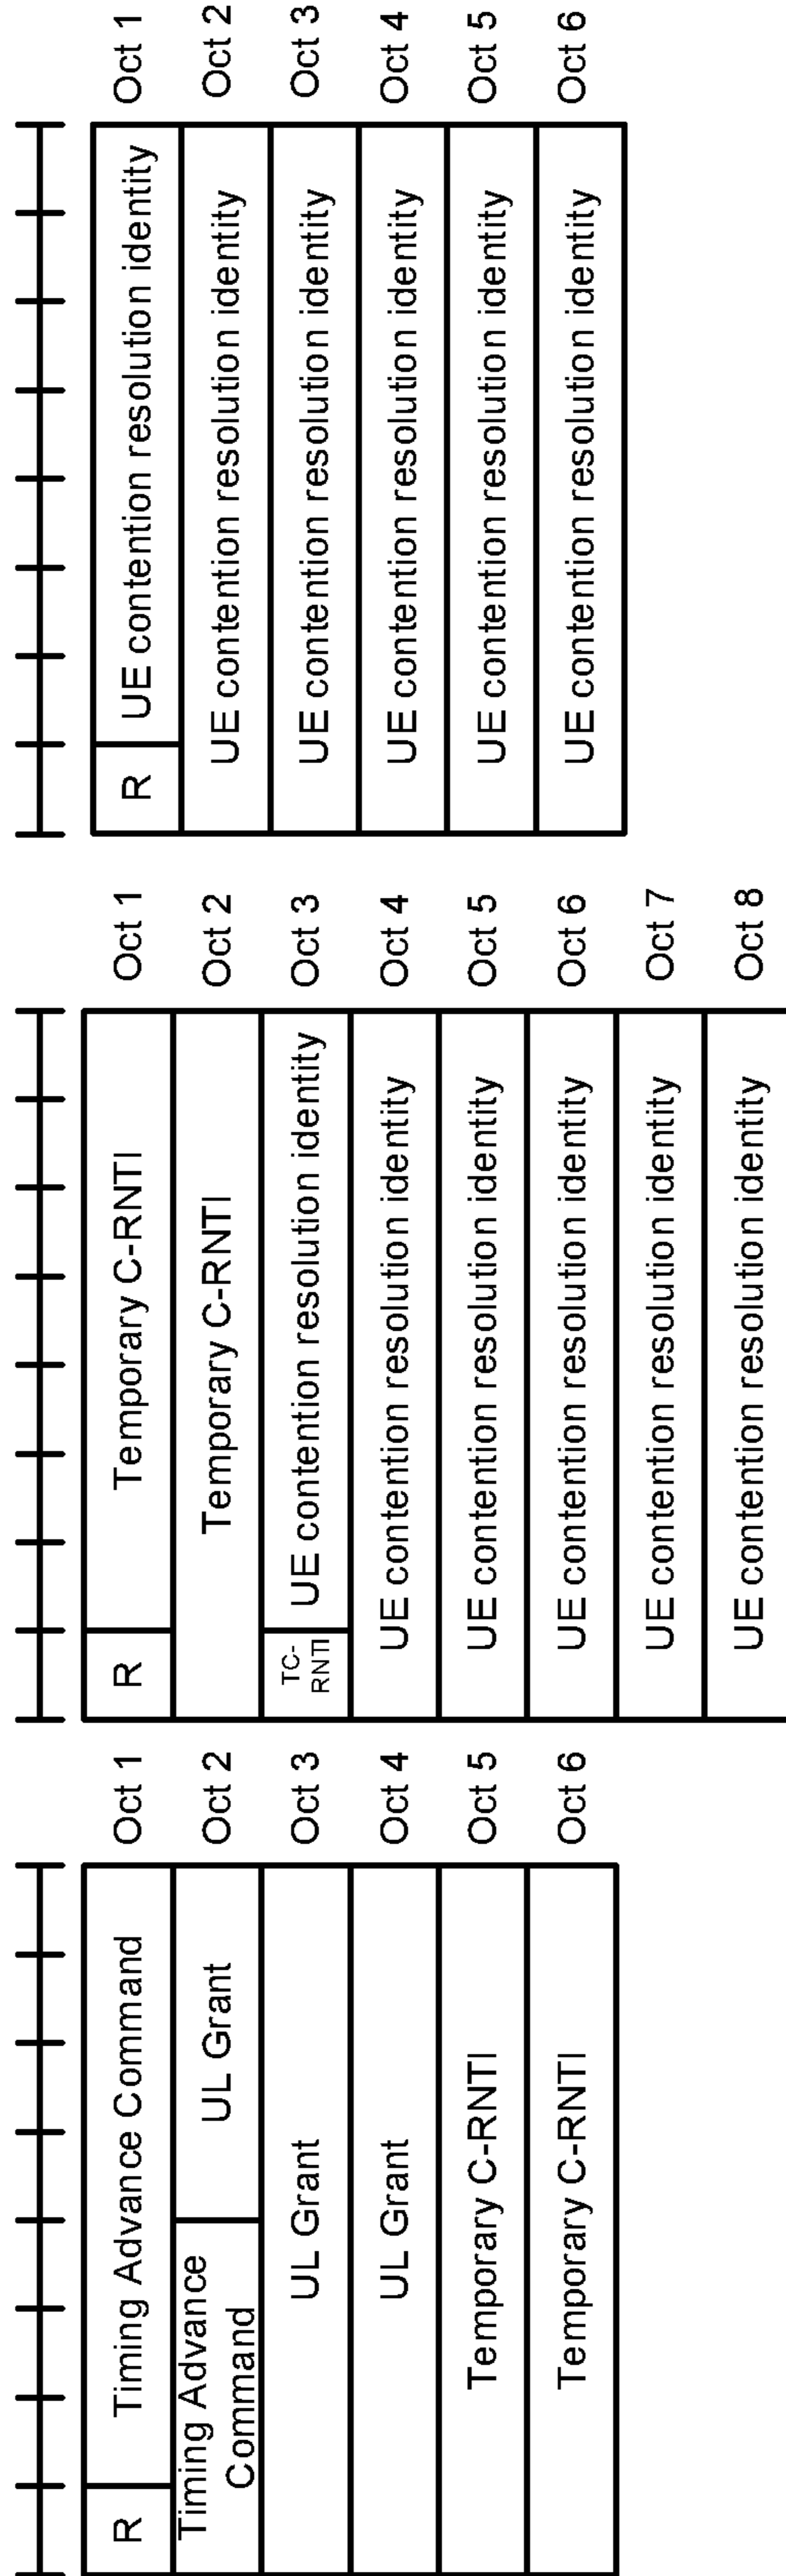 R Timing Advance Command Oct 1
Timing Advance
Command
UL Grant Oct 2
UL Grant Oct 3
UL Grant Oct 4
Temporary C-RNTI Oct 5
Temporary C-RNTI Oct 6
R Temporary C-RNTI Oct 1
Temporary C-RNTI Oct 2
TC-
RNTI
UE contention resolution identity Oct 3
UE contention resolution identity Oct 4
UE contention resolution identity Oct 5
UE contention resolution identity Oct 6
UE contention resolution identity Oct 7
UE contention resolution identity Oct 8
R UE contention resolution identity Oct 1
UE contention resolution identity Oct 2
UE contention resolution identity Oct 3
UE contention resolution identity Oct 4
UE contention resolution identity Oct 5
UE contention resolution identity Oct 6